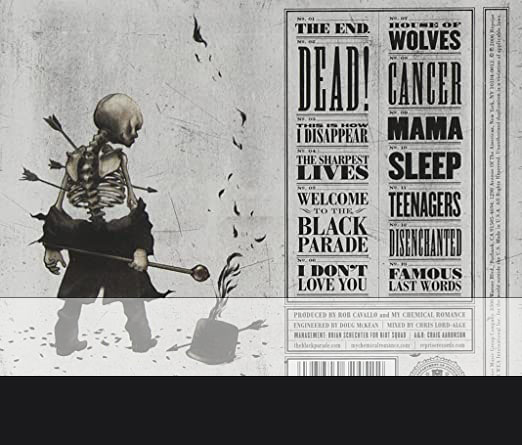 No. 01
THE END.
No. 02
DEAD!
No. 03
THIS IS HOW I
DISAPPEAR
No. 04
THE SHARPEST
LIVES
No. 05
WELCOME
TO THE
BLACK
PARADE
No. 06
I DON'T
LOVE YOU
No. 07
HOUSE OF
WOLVES
No. 08
CANCER
No. 09
MAMA
No. 10
SLEEP
No. 11
TEENAGERS
No. 12
DISENCHANTED
No. 13
FAMOUS
LAST WORDS
PRODUCED BY ROB CAVALLO AND MY CHEMICAL ROMANCE
ENGINEERED BY DOUG McKEAN | MIXED BY CHRIS LORD-ALGE
MANAGEMENT: BRIAN SCHECHTER FOR RIOT SQUAD | A&R: CRAIG AARONSON
theblackparade.com | mychemicalromance.com | repriserecords.com